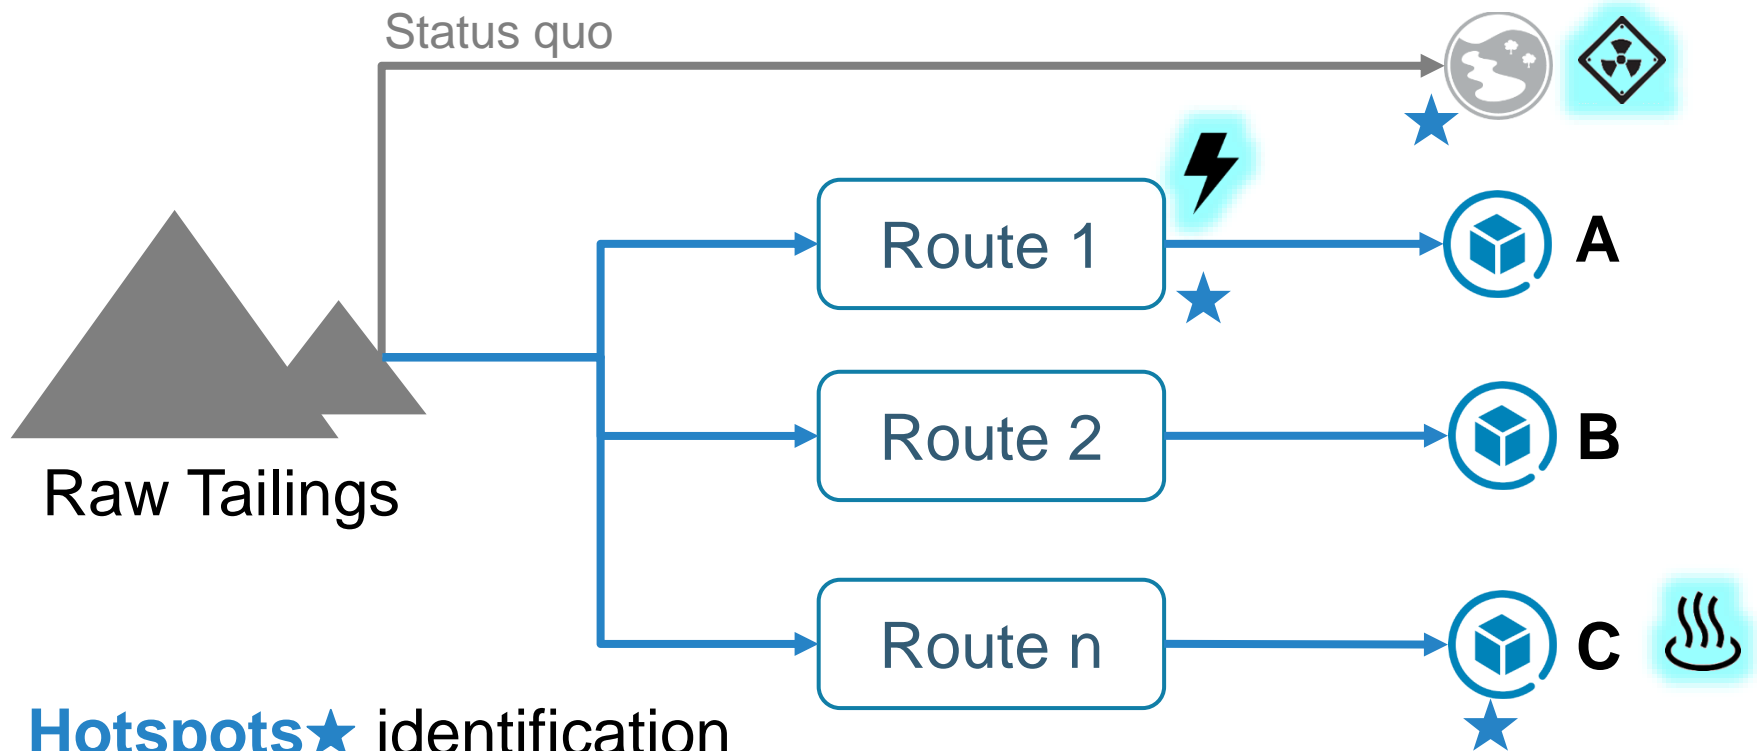 Status quo
Route 1
A
Route 2
B
Raw Tailings
Route n
C
Hotspots★ identification